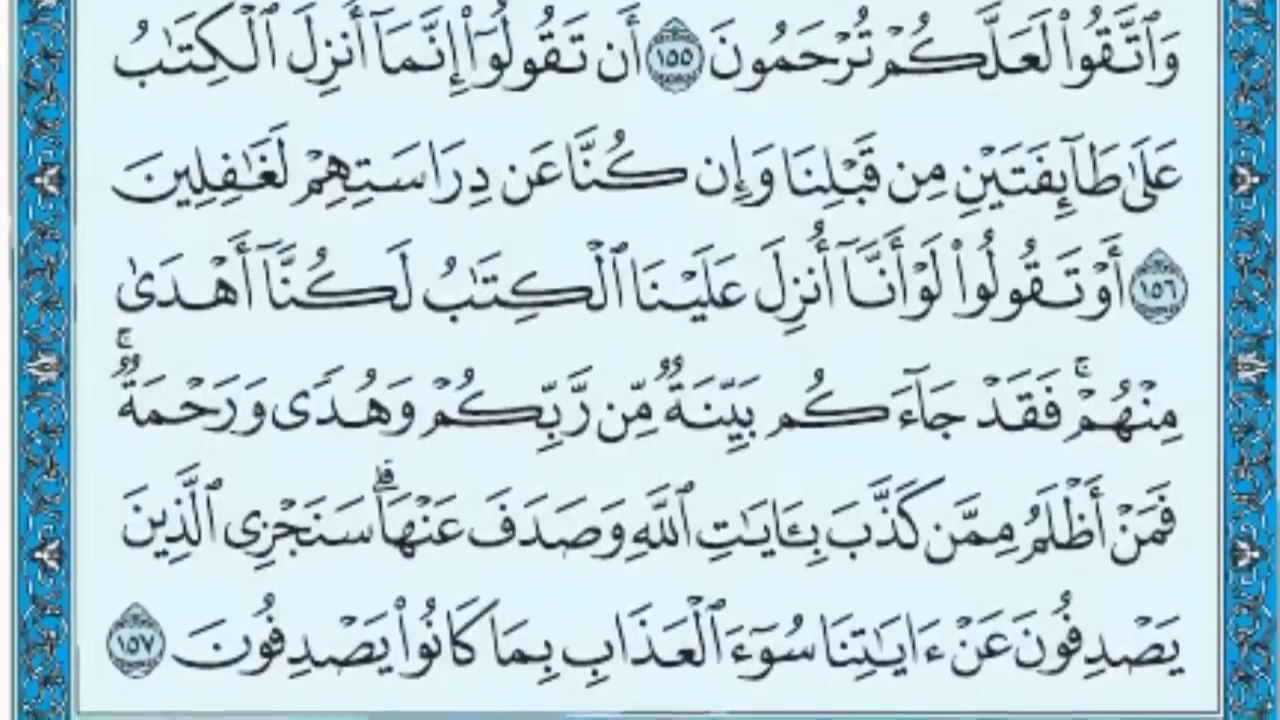 وَٱتَّقُوا۟ لَعَلَّكُمْ تُرْحَمُونَ ١٥٥ أَن تَقُولُوٓا۟ إِنَّمَآ أُنزِلَ ٱلْكِتَـٰبُ
عَلَىٰ طَآئِفَتَيْنِ مِن قَبْلِنَا وَإِن كُنَّا عَن دِرَاسَتِهِمْ لَغَـٰفِلِينَ
١٥٦ أَوْ تَقُولُوا۟ لَوْ أَنَّآ أُنزِلَ عَلَيْنَا ٱلْكِتَـٰبُ لَكُنَّآ أَهْدَىٰ
مِنْهُمْ ۚ فَقَدْ جَآءَكُم بَيِّنَةٌ مِّن رَّبِّكُمْ وَهُدًى وَرَحْمَةٌ ۚ
فَمَنْ أَظْلَمُ مِمَّن كَذَّبَ بِـَٔايَـٰتِ ٱللَّهِ وَصَدَفَ عَنْهَا ۗ سَنَجْزِى ٱلَّذِينَ
يَصْدِفُونَ عَنْ ءَايَـٰتِنَا سُوٓءَ ٱلْعَذَابِ بِمَا كَانُوا۟ يَصْدِفُونَ ١٥٧